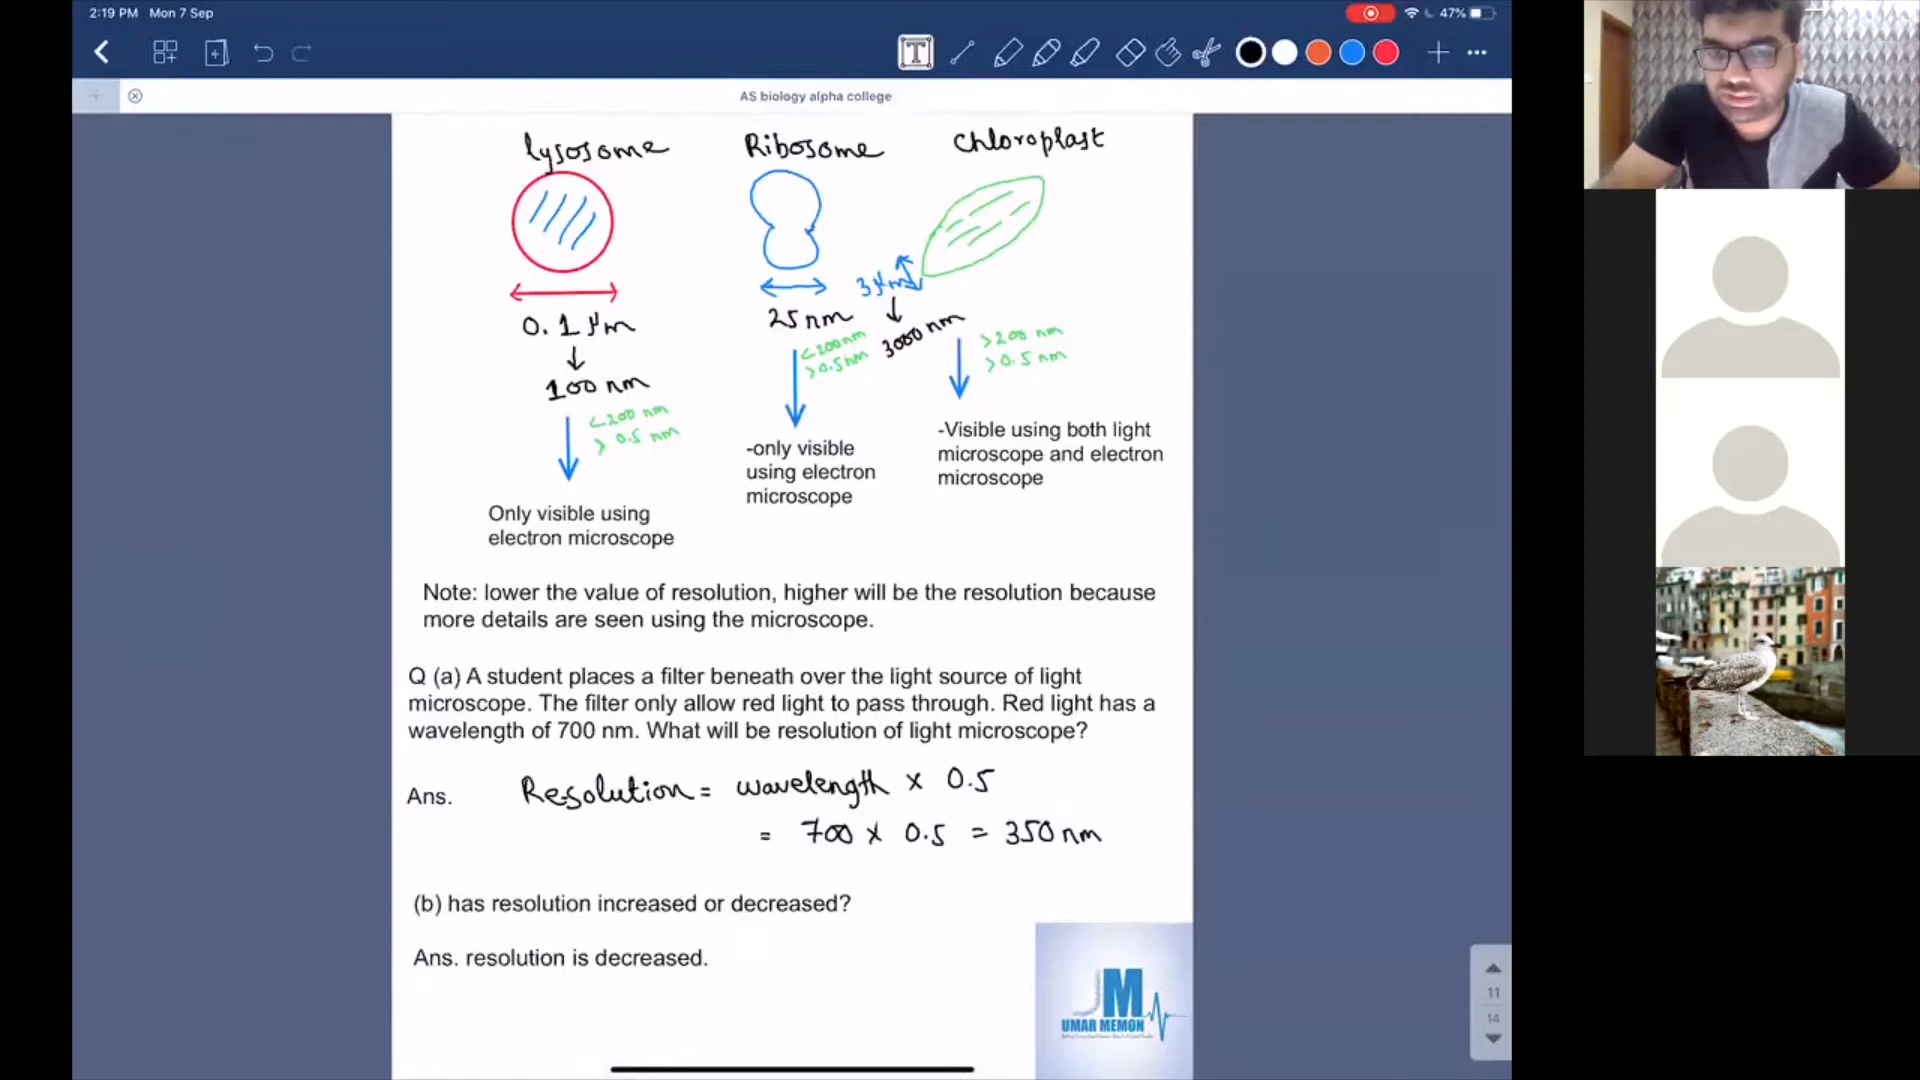 2:19 PM Mon 7 Sep
47%
T
AS biology alpha college
lysosome
Ribosome
Chloroplast
3μm
0.1 μm
25 nm
3000 nm
100 nm
<200nm
>0.5nm
>200 nm
>0.5 nm
<200 nm
> 0.5 nm
-Visible using both light
microscope and electron
microscope
-only visible
using electron
microscope
Only visible using
electron microscope
Note: lower the value of resolution, higher will be the resolution because
more details are seen using the microscope.
Q (a) A student places a filter beneath over the light source of light
microscope. The filter only allow red light to pass through. Red light has a
wavelength of 700 nm. What will be resolution of light microscope?
Ans. Resolution = wavelength x 0.5
= 700 x 0.5 = 350 nm
(b) has resolution increased or decreased?
Ans. resolution is decreased.
JM
UMAR MEMON
11
14